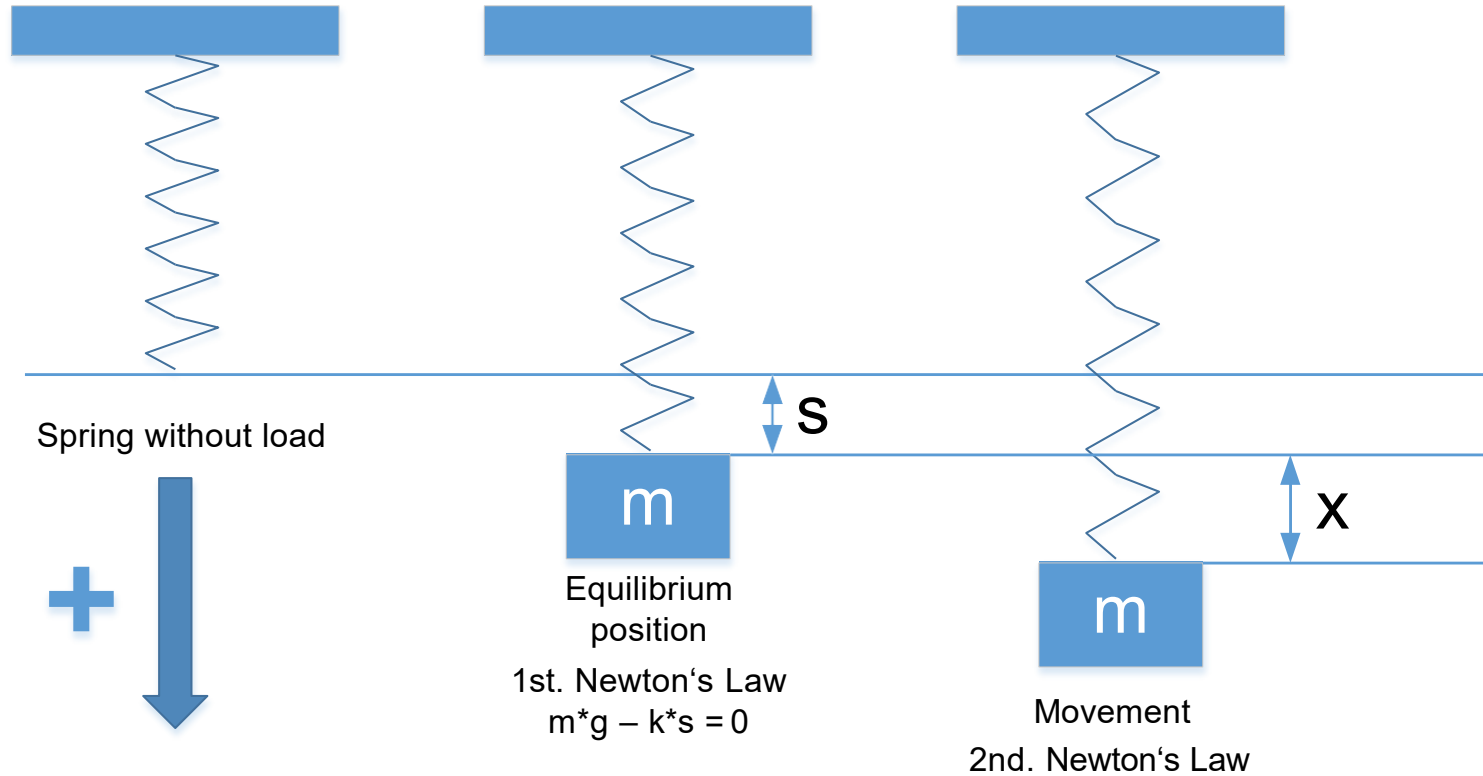 Spring without load
+
s
m
Equilibrium
position
1st. Newton‘s Law
m*g – k*s = 0
x
m
Movement
2nd. Newton‘s Law